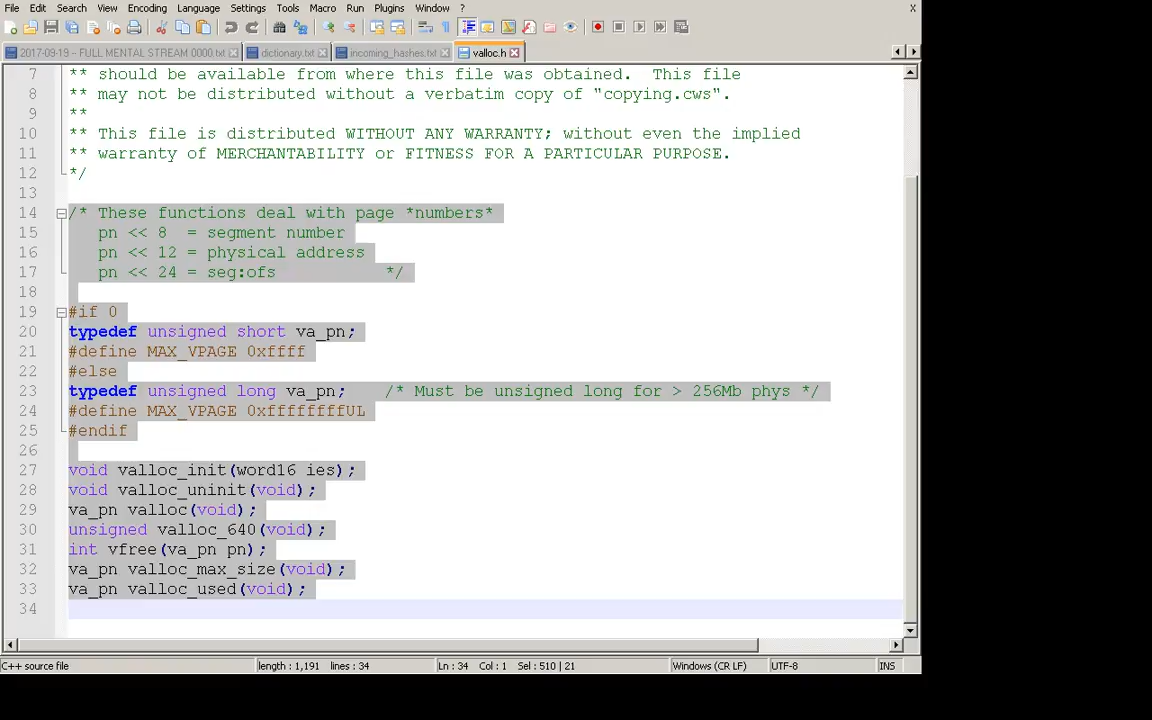 File Edit Search View Encoding Language Settings Tools Macro Run Plugins Window ? X
2017-09-19 -- FULL MENTAL STREAM 0000.txt dictionary.txt incoming_hashes.txt valloc.h
7 ** should be available from where this file was obtained.  This file
8 ** may not be distributed without a verbatim copy of "copying.cws".
9 **
10 ** This file is distributed WITHOUT ANY WARRANTY; without even the implied
11 ** warranty of MERCHANTABILITY or FITNESS FOR A PARTICULAR PURPOSE.
12 */
13
14 /* These functions deal with page *numbers*
15    pn << 8  = segment number
16    pn << 12 = physical address
17    pn << 24 = seg:ofs           */
18
19 #if 0
20 typedef unsigned short va_pn;
21 #define MAX_VPAGE 0xffff
22 #else
23 typedef unsigned long va_pn;    /* Must be unsigned long for > 256Mb phys */
24 #define MAX_VPAGE 0xffffffffUL
25 #endif
26
27 void valloc_init(word16 ies);
28 void valloc_uninit(void);
29 va_pn valloc(void);
30 unsigned valloc_640(void);
31 int vfree(va_pn pn);
32 va_pn valloc_max_size(void);
33 va_pn valloc_used(void);
34
C++ source file length : 1,191 lines : 34 Ln : 34 Col : 1 Sel : 510 | 21 Windows (CR LF) UTF-8 INS